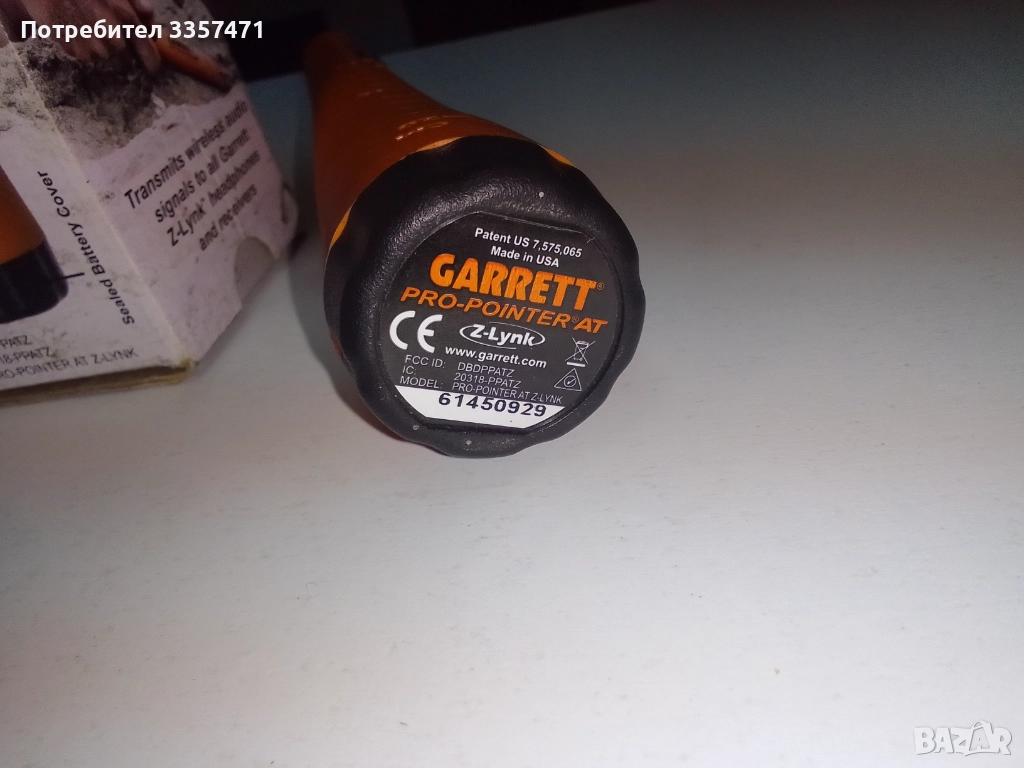 Потребител 3357471
Transmits wireless audio
signals to all Garrett
Z-Lynk™ headphones
and receivers
Sealed Battery Cover
PPATZ
318-PPATZ
PRO-POINTER AT Z-LYNK
Patent US 7,575,065
Made in USA
GARRETT®
PRO-POINTER® AT
CE Z-Lynk
www.garrett.com
FCC ID: DBDPPATZ
IC: 20318-PPATZ
MODEL: PRO-POINTER AT Z-LYNK
61450929
BAZAR